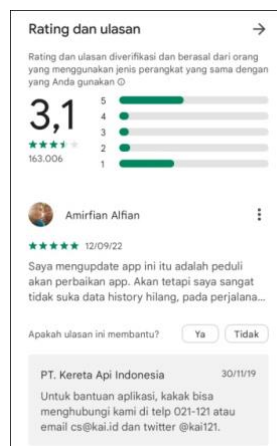 Rating dan ulasan
Rating dan ulasan diverifikasi dan berasal dari orang
yang menggunakan jenis perangkat yang sama dengan
yang Anda gunakan
3,1
163.006
5
4
3
2
1
Amirfian Alfian
12/09/22
Saya mengupdate app ini itu adalah peduli
akan perbaikan app. Akan tetapi saya sangat
tidak suka data history hilang, pada perjalana...
Apakah ulasan ini membantu? Ya Tidak
PT. Kereta Api Indonesia 30/11/19
Untuk bantuan aplikasi, kakak bisa
menghubungi kami di telp 021-121 atau
email cs@kai.id dan twitter @kai121.